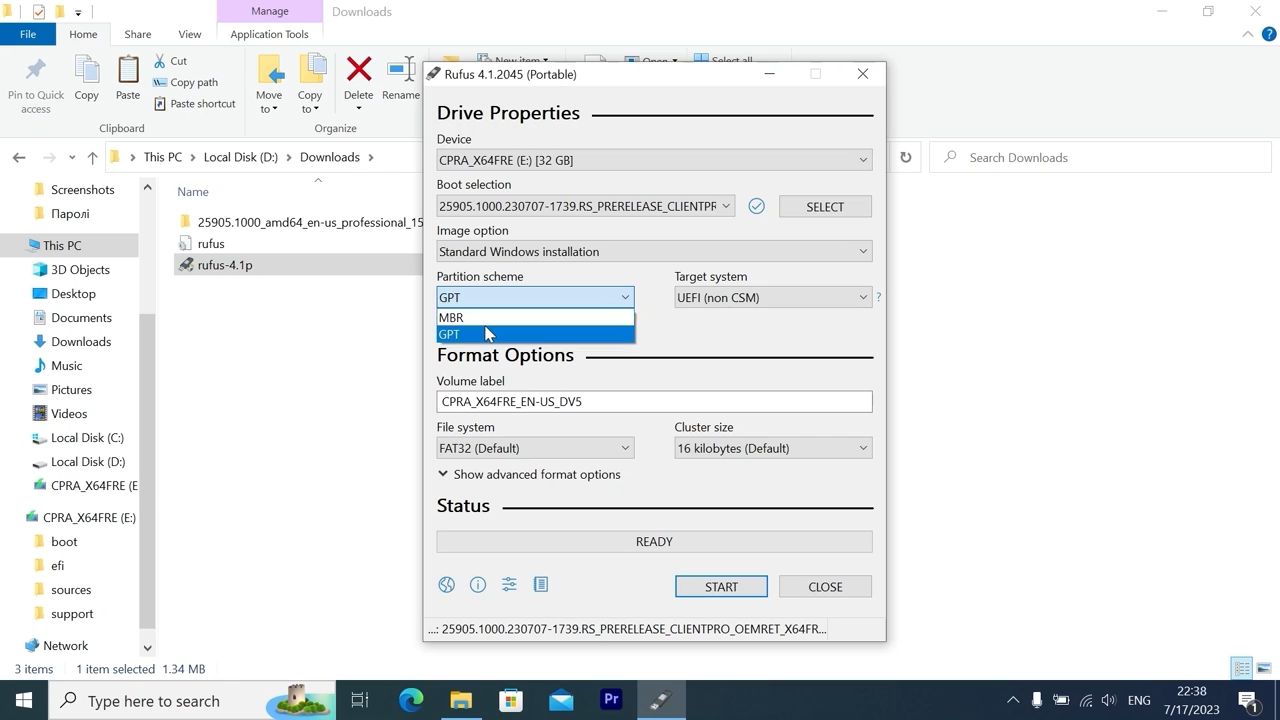 Manage
Downloads
File
Home
Share
View
Application Tools
Pin to Quick
access
Copy
Paste
Cut
Copy path
Paste shortcut
Clipboard
Move
to
Copy
to
Delete
Rename
Organize
New item
Open
Select all
This PC
Local Disk (D:)
Downloads
Search Downloads
Screenshots
Паролі
This PC
3D Objects
Desktop
Documents
Downloads
Music
Pictures
Videos
Local Disk (C:)
Local Disk (D:)
CPRA_X64FRE (E
CPRA_X64FRE (E:)
boot
efi
sources
support
Network
Name
25905.1000_amd64_en-us_professional_15
rufus
rufus-4.1p
3 items
1 item selected 1.34 MB
Rufus 4.1.2045 (Portable)
Drive Properties
Device
CPRA_X64FRE (E:) [32 GB]
Boot selection
25905.1000.230707-1739.RS_PRERELEASE_CLIENTPR
SELECT
Image option
Standard Windows installation
Partition scheme
Target system
GPT
UEFI (non CSM)
?
MBR
GPT
Format Options
Volume label
CPRA_X64FRE_EN-US_DV5
File system
Cluster size
FAT32 (Default)
16 kilobytes (Default)
Show advanced format options
Status
READY
START
CLOSE
...: 25905.1000.230707-1739.RS_PRERELEASE_CLIENTPRO_OEMRET_X64FR...
Type here to search
Pr
ENG
22:38
7/17/2023
1